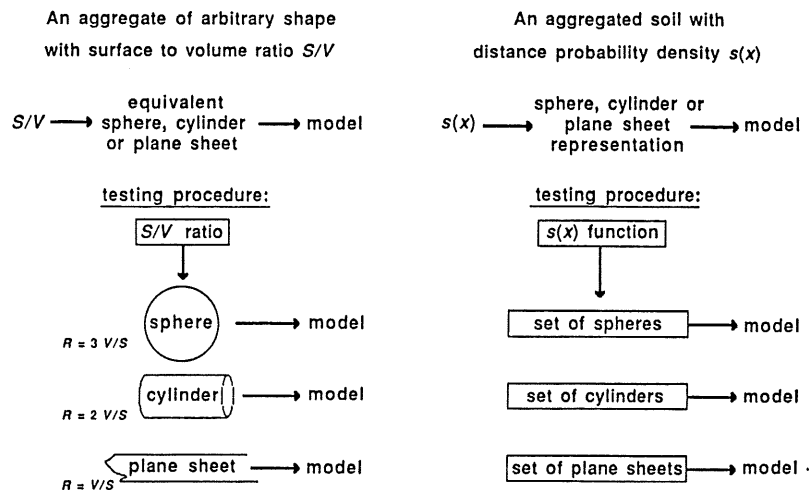 An aggregate of arbitrary shape
with surface to volume ratio S/V
S/V
equivalent
sphere, cylinder
or plane sheet
model
testing procedure:
S/V ratio
sphere
model
R = 3 V/S
cylinder
model
R = 2 V/S
plane sheet
model
R = V/S
An aggregated soil with
distance probability density s(x)
s(x)
sphere, cylinder or
plane sheet
representation
model
testing procedure:
s(x) function
set of spheres
model
set of cylinders
model
set of plane sheets
model .